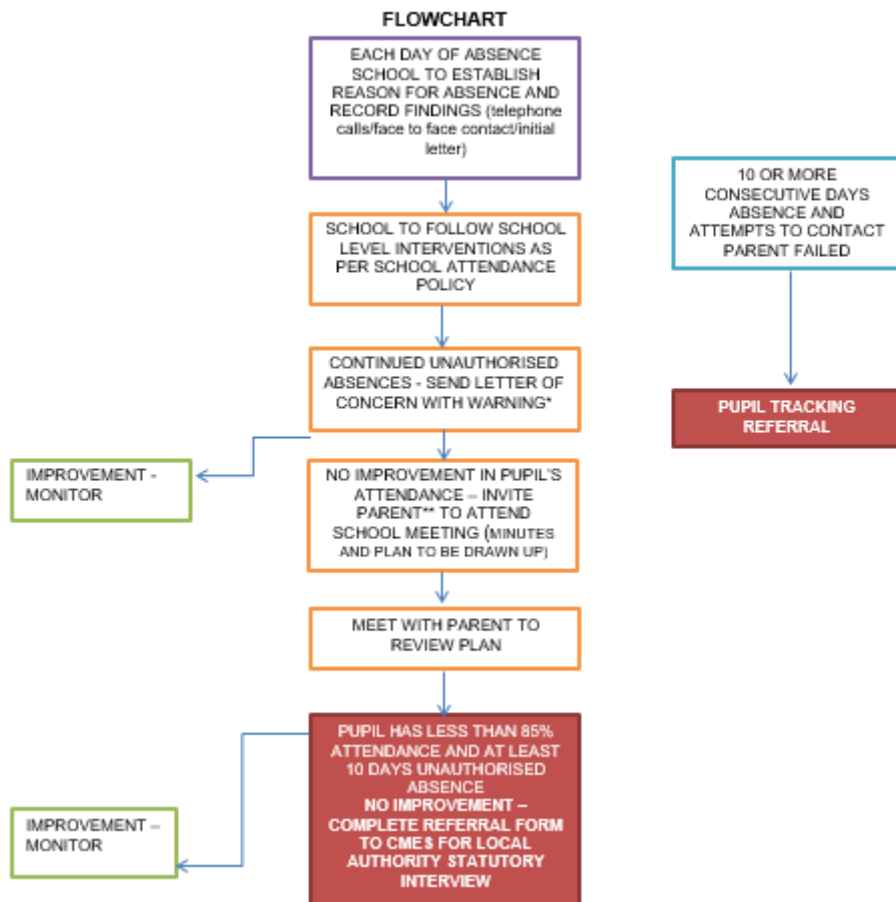 FLOWCHART
EACH DAY OF ABSENCE
SCHOOL TO ESTABLISH
REASON FOR ABSENCE AND
RECORD FINDINGS (telephone
calls/face to face contact/initial
letter)
SCHOOL TO FOLLOW SCHOOL
LEVEL INTERVENTIONS AS
PER SCHOOL ATTENDANCE
POLICY
CONTINUED UNAUTHORISED
ABSENCES - SEND LETTER OF
CONCERN WITH WARNING*
IMPROVEMENT -
MONITOR
NO IMPROVEMENT IN PUPIL'S
ATTENDANCE – INVITE
PARENT** TO ATTEND
SCHOOL MEETING (MINUTES
AND PLAN TO BE DRAWN UP)
MEET WITH PARENT TO
REVIEW PLAN
PUPIL HAS LESS THAN 85%
ATTENDANCE AND AT LEAST
10 DAYS UNAUTHORISED
ABSENCE
NO IMPROVEMENT –
COMPLETE REFERRAL FORM
TO CMES FOR LOCAL
AUTHORITY STATUTORY
INTERVIEW
IMPROVEMENT –
MONITOR
10 OR MORE
CONSECUTIVE DAYS
ABSENCE AND
ATTEMPTS TO CONTACT
PARENT FAILED
PUPIL TRACKING
REFERRAL